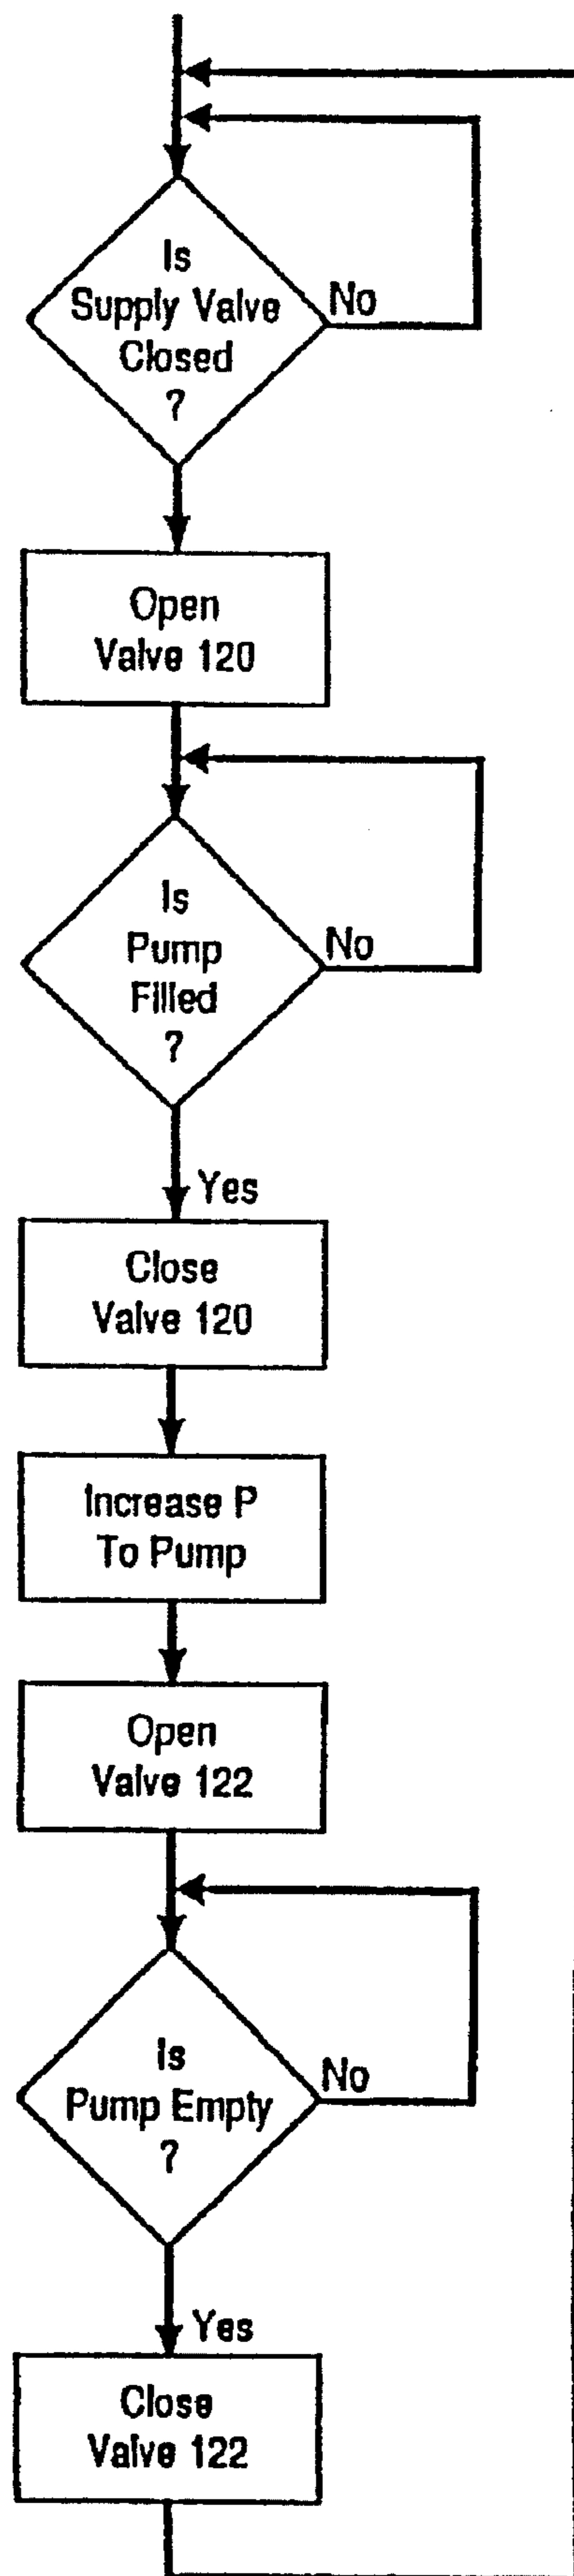 Is
Supply Valve
Closed
?
No
Open
Valve 120
Is
Pump
Filled
?
No
Yes
Close
Valve 120
Increase P
To Pump
Open
Valve 122
Is
Pump Empty
?
No
Yes
Close
Valve 122